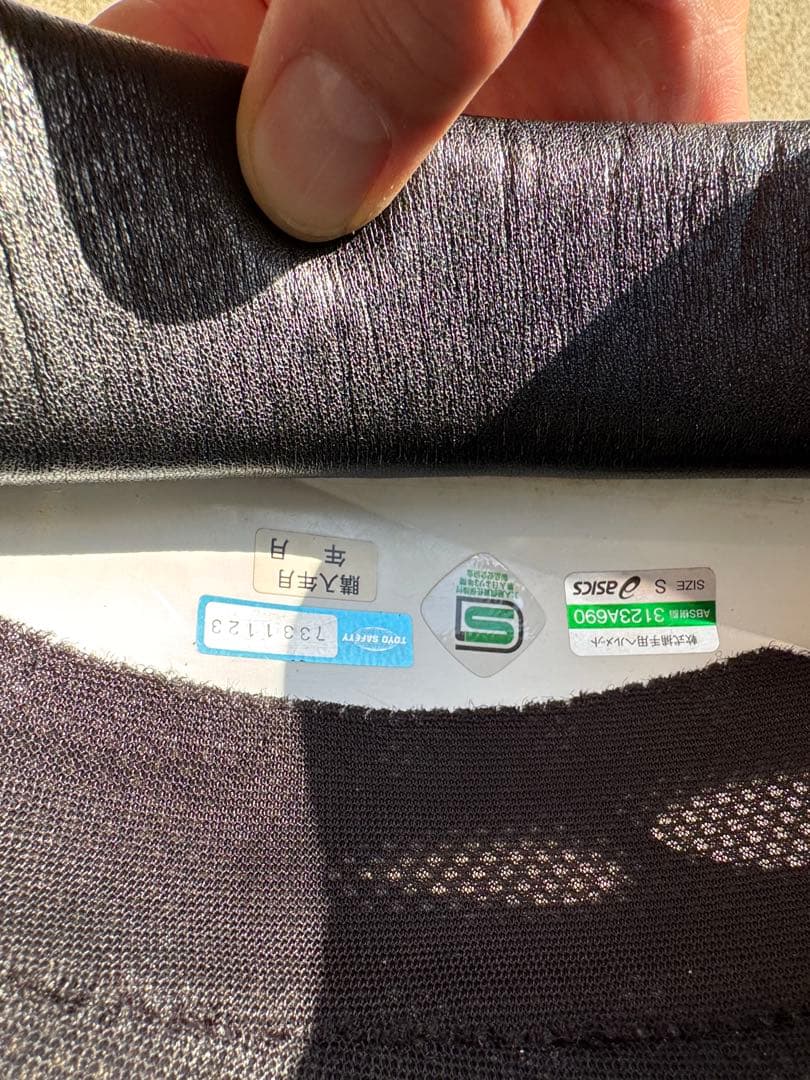 軟式捕手用ヘルメット
ABS樹脂 3123A690
SIZE S asics
SG
購入年月
年 月
TOYO SAFETY
7331123